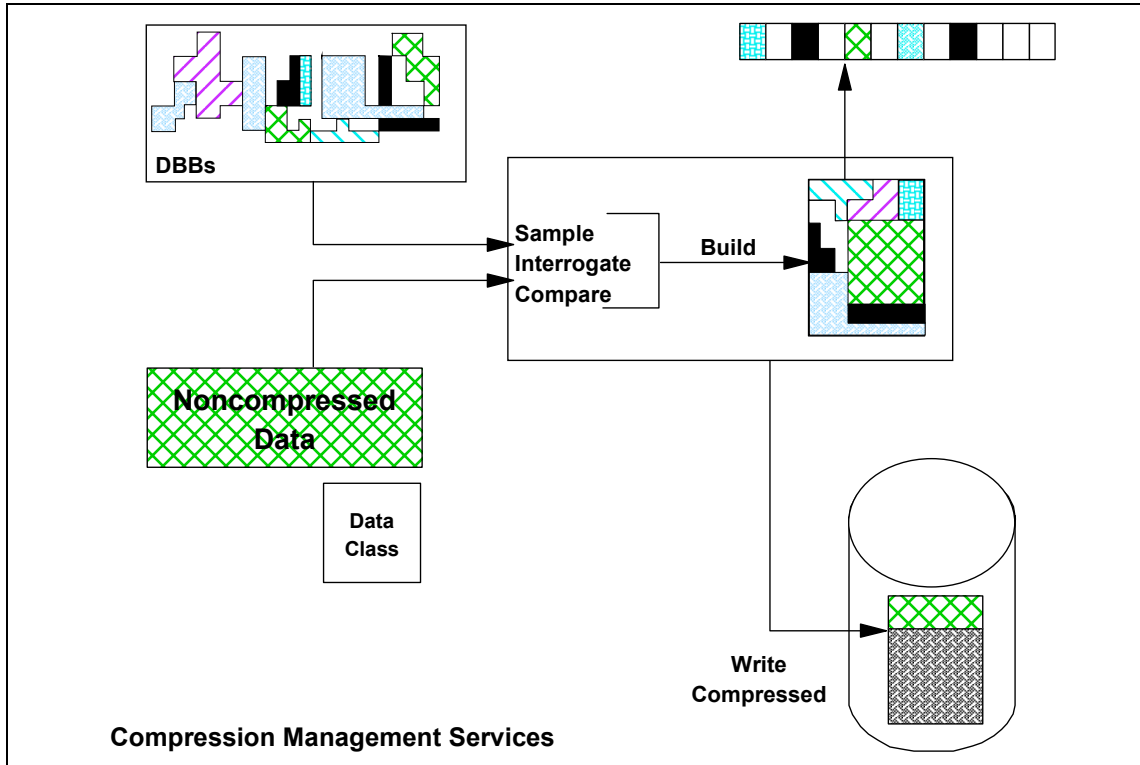 DBBs
Sample
Interrogate
Compare
Build
Noncompressed
Data
Data
Class
Write
Compressed
Compression Management Services